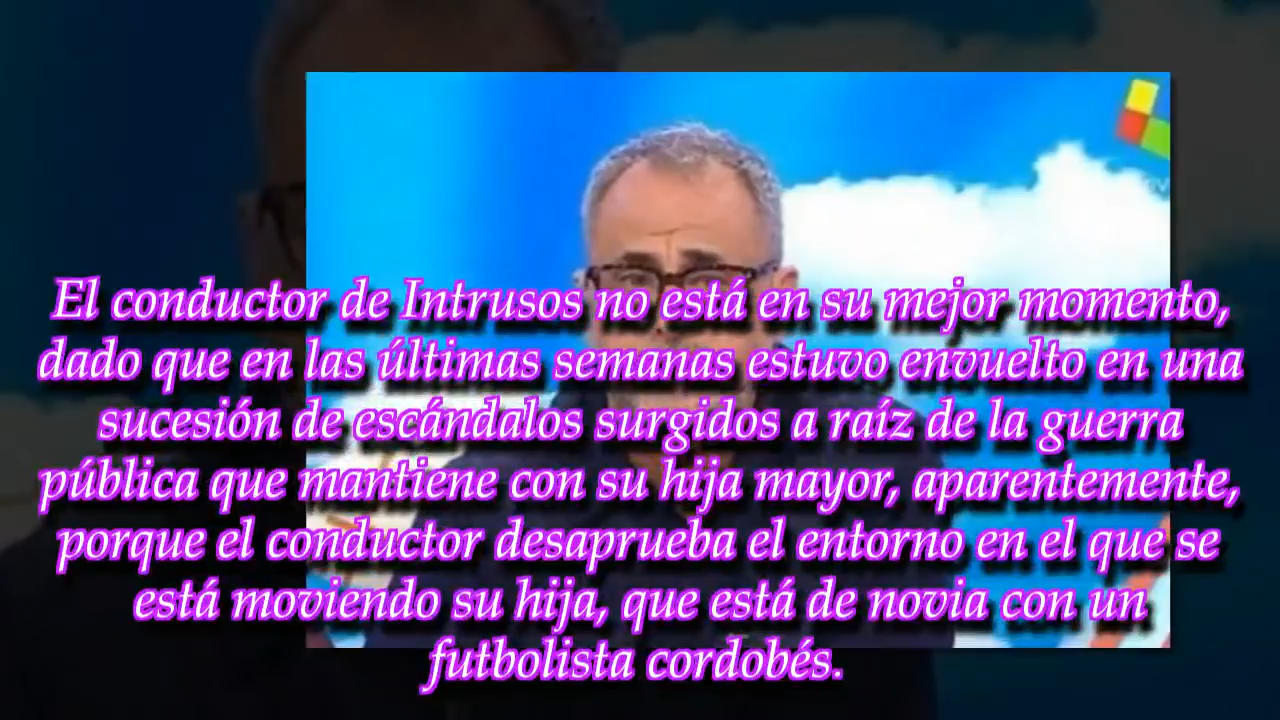 El conductor de Intrusos no está en su mejor momento,
dado que en las últimas semanas estuvo envuelto en una
sucesión de escándalos surgidos a raíz de la guerra
pública que mantiene con su hija mayor, aparentemente,
porque el conductor desaprueba el entorno en el que se
está moviendo su hija, que está de novia con un
futbolista cordobés.